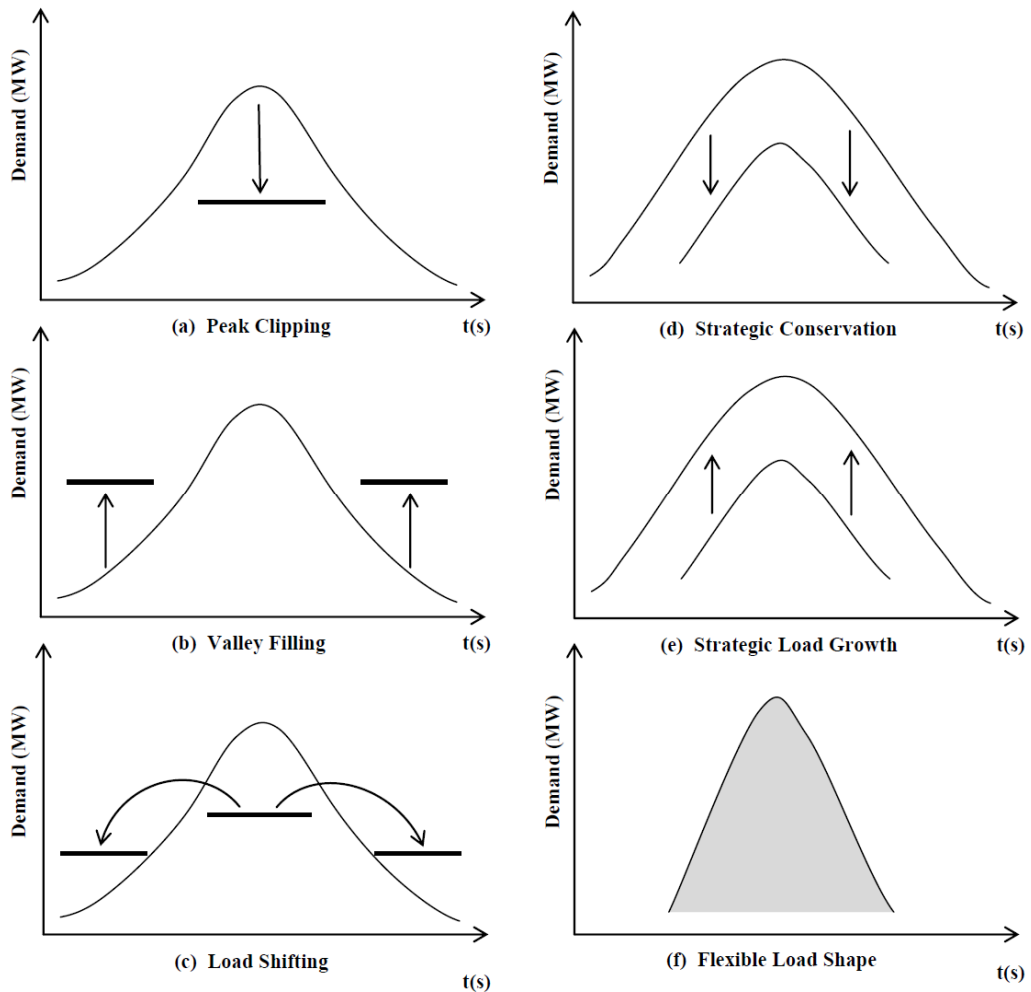 Demand (MW)
(a) Peak Clipping
t(s)
Demand (MW)
(b) Valley Filling
t(s)
Demand (MW)
(c) Load Shifting
t(s)
Demand (MW)
(d) Strategic Conservation
t(s)
Demand (MW)
(e) Strategic Load Growth
t(s)
Demand (MW)
(f) Flexible Load Shape
t(s)